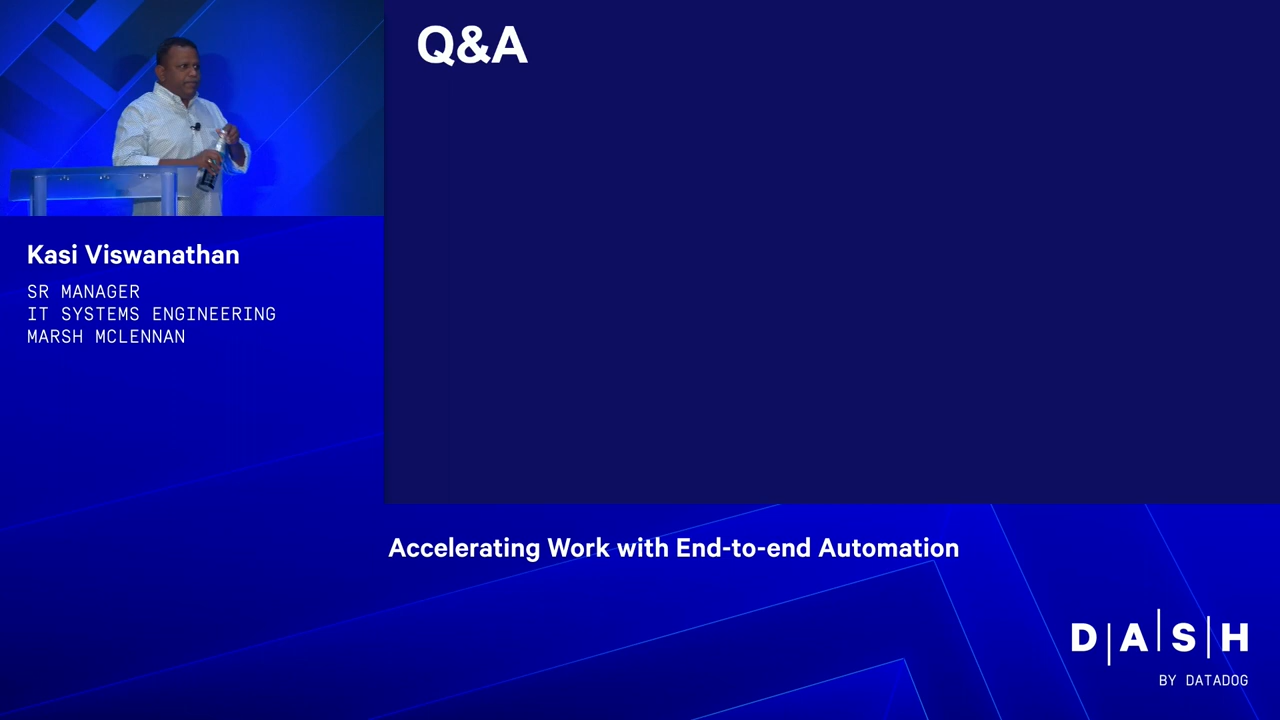 Q&A
Kasi Viswanathan
SR MANAGER
IT SYSTEMS ENGINEERING
MARSH MCLENNAN
Accelerating Work with End-to-end Automation
D|A|S|H
BY DATADOG